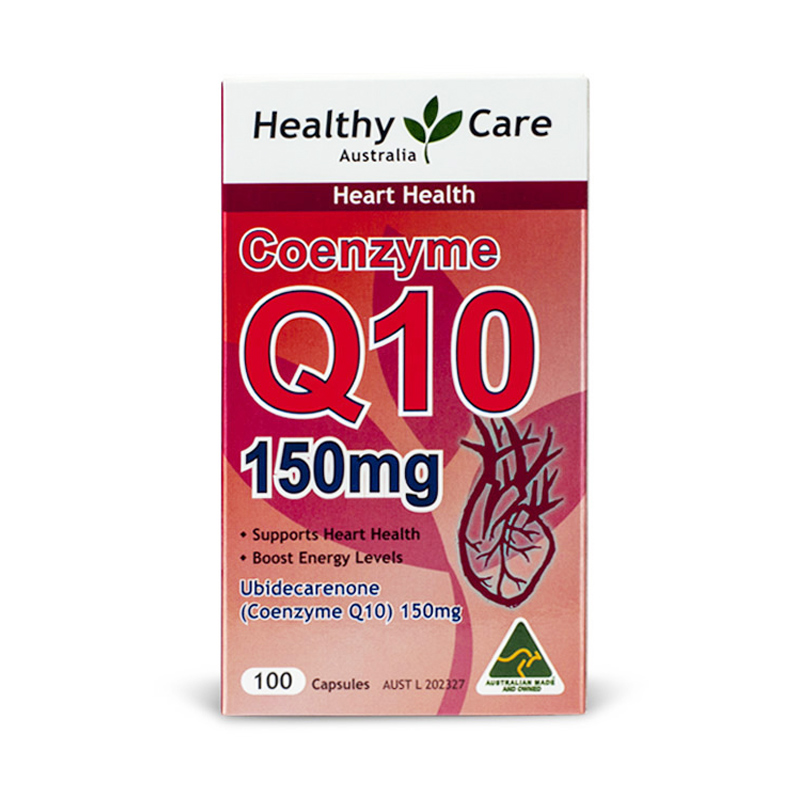 Healthy Care
Australia
Heart Health
Coenzyme
Q10
150mg
• Supports Heart Health
• Boost Energy Levels
Ubidecarenone
(Coenzyme Q10) 150mg
100 Capsules AUST L 202327
AUSTRALIAN MADE
AND OWNED